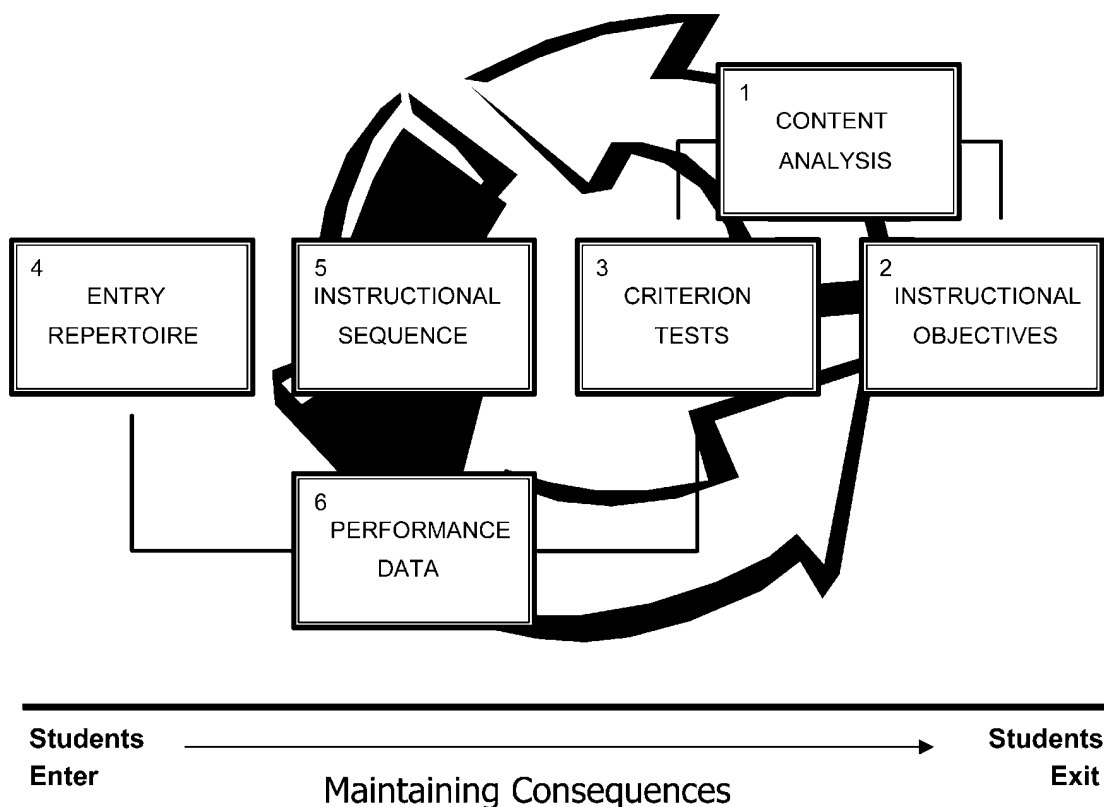 1
CONTENT
ANALYSIS
4
ENTRY
REPERTOIRE
5
INSTRUCTIONAL
SEQUENCE
3
CRITERION
TESTS
2
INSTRUCTIONAL
OBJECTIVES
6
PERFORMANCE
DATA
Students
Enter
Students
Exit
Maintaining Consequences